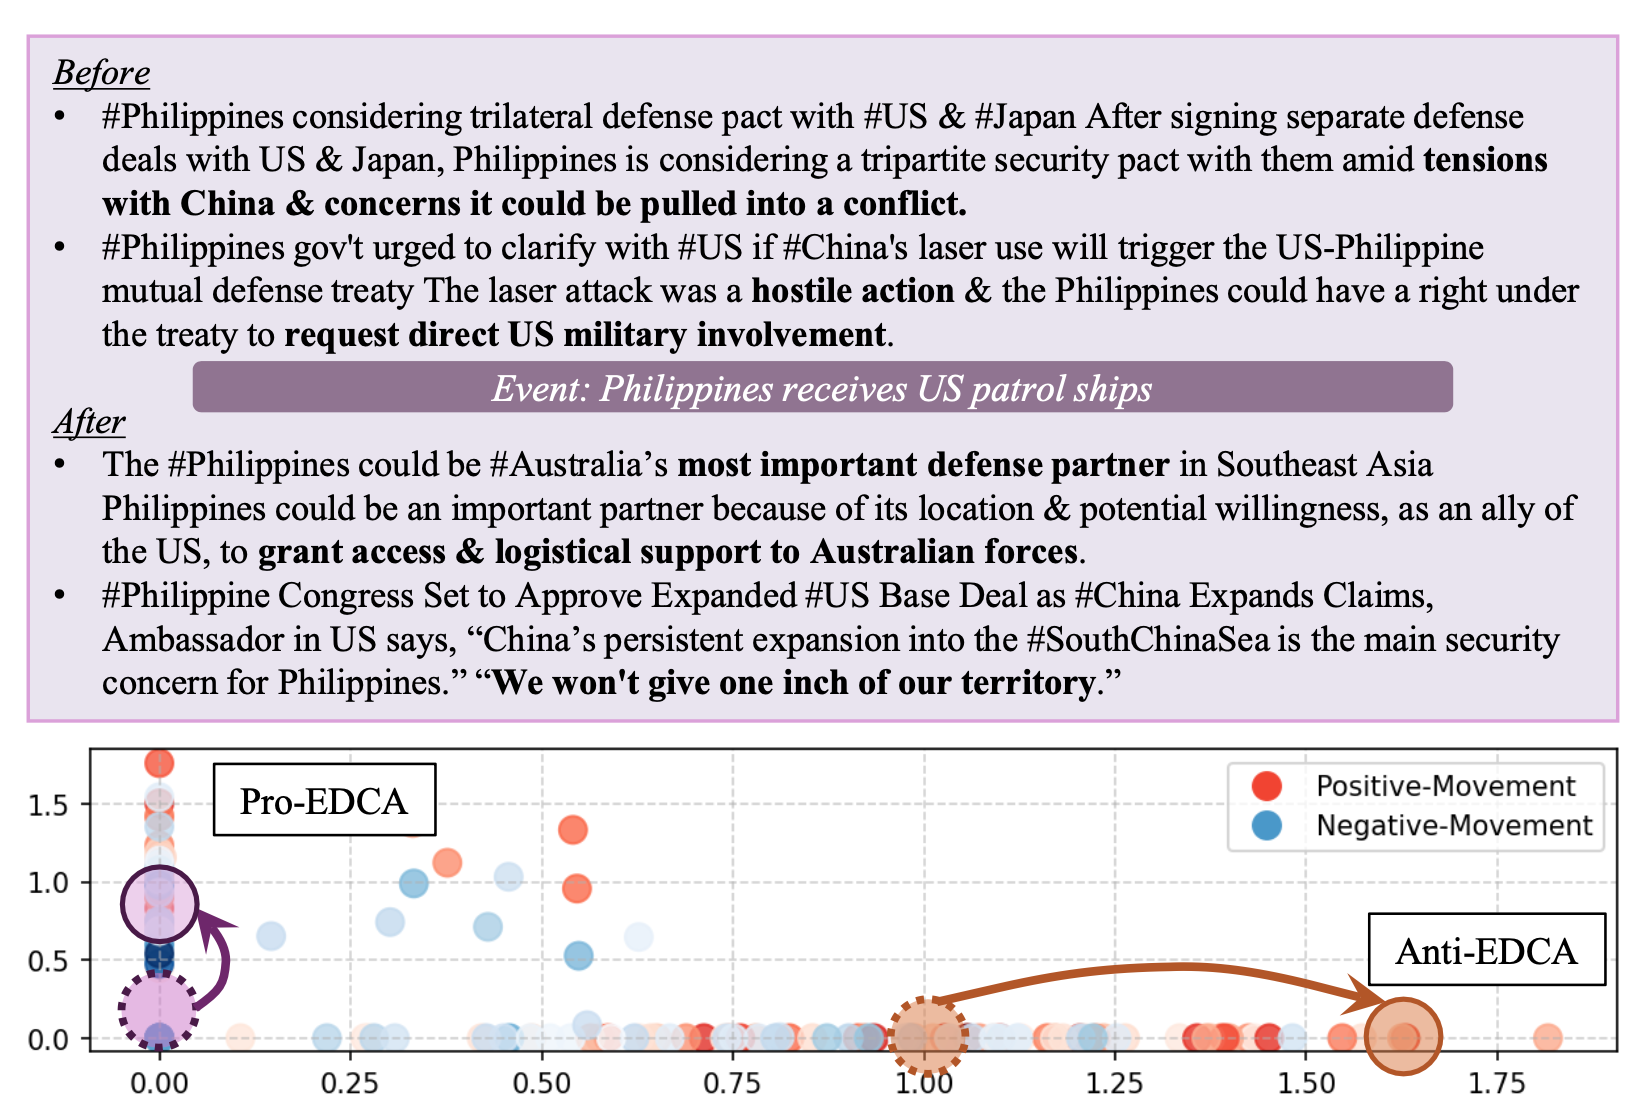 Before
• #Philippines considering trilateral defense pact with #US & #Japan After signing separate defense
deals with US & Japan, Philippines is considering a tripartite security pact with them amid tensions
with China & concerns it could be pulled into a conflict.
• #Philippines gov't urged to clarify with #US if #China's laser use will trigger the US-Philippine
mutual defense treaty The laser attack was a hostile action & the Philippines could have a right under
the treaty to request direct US military involvement.
Event: Philippines receives US patrol ships
After
• The #Philippines could be #Australia’s most important defense partner in Southeast Asia
Philippines could be an important partner because of its location & potential willingness, as an ally of
the US, to grant access & logistical support to Australian forces.
• #Philippine Congress Set to Approve Expanded #US Base Deal as #China Expands Claims,
Ambassador in US says, “China’s persistent expansion into the #SouthChinaSea is the main security
concern for Philippines.” “We won't give one inch of our territory.”
Pro-EDCA
Positive-Movement
Negative-Movement
Anti-EDCA
1.5
1.0
0.5
0.0
0.00 0.25 0.50 0.75 1.00 1.25 1.50 1.75